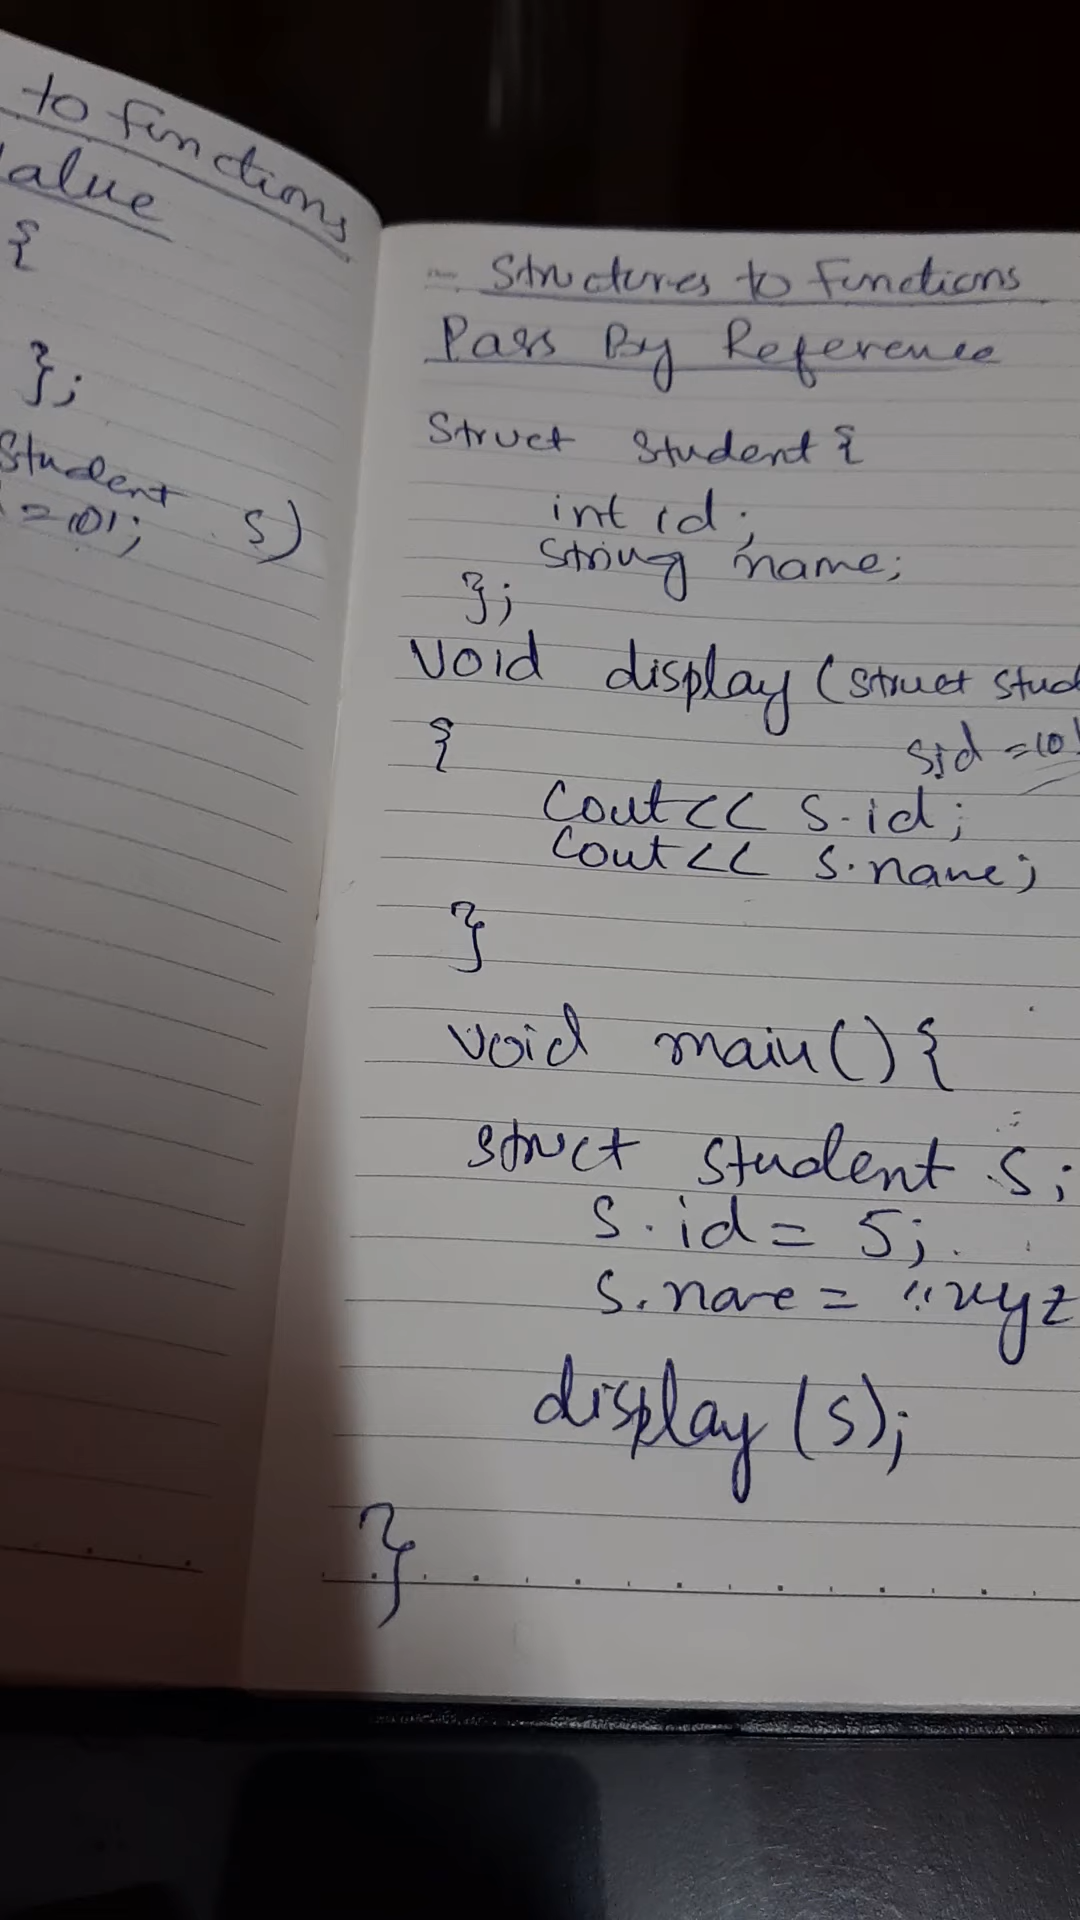 to Functions
alue
{
};
Student s)
=101;
Structures to Functions
Pass By Reference
Struct Student {
int id;
String name;
};
Void display (struct stud
{
s.id =10
Cout<< s.id;
Cout<< s.name;
}
void main() {
struct student s;
s.id= 5;
s.name= "xyz
display (s);
}